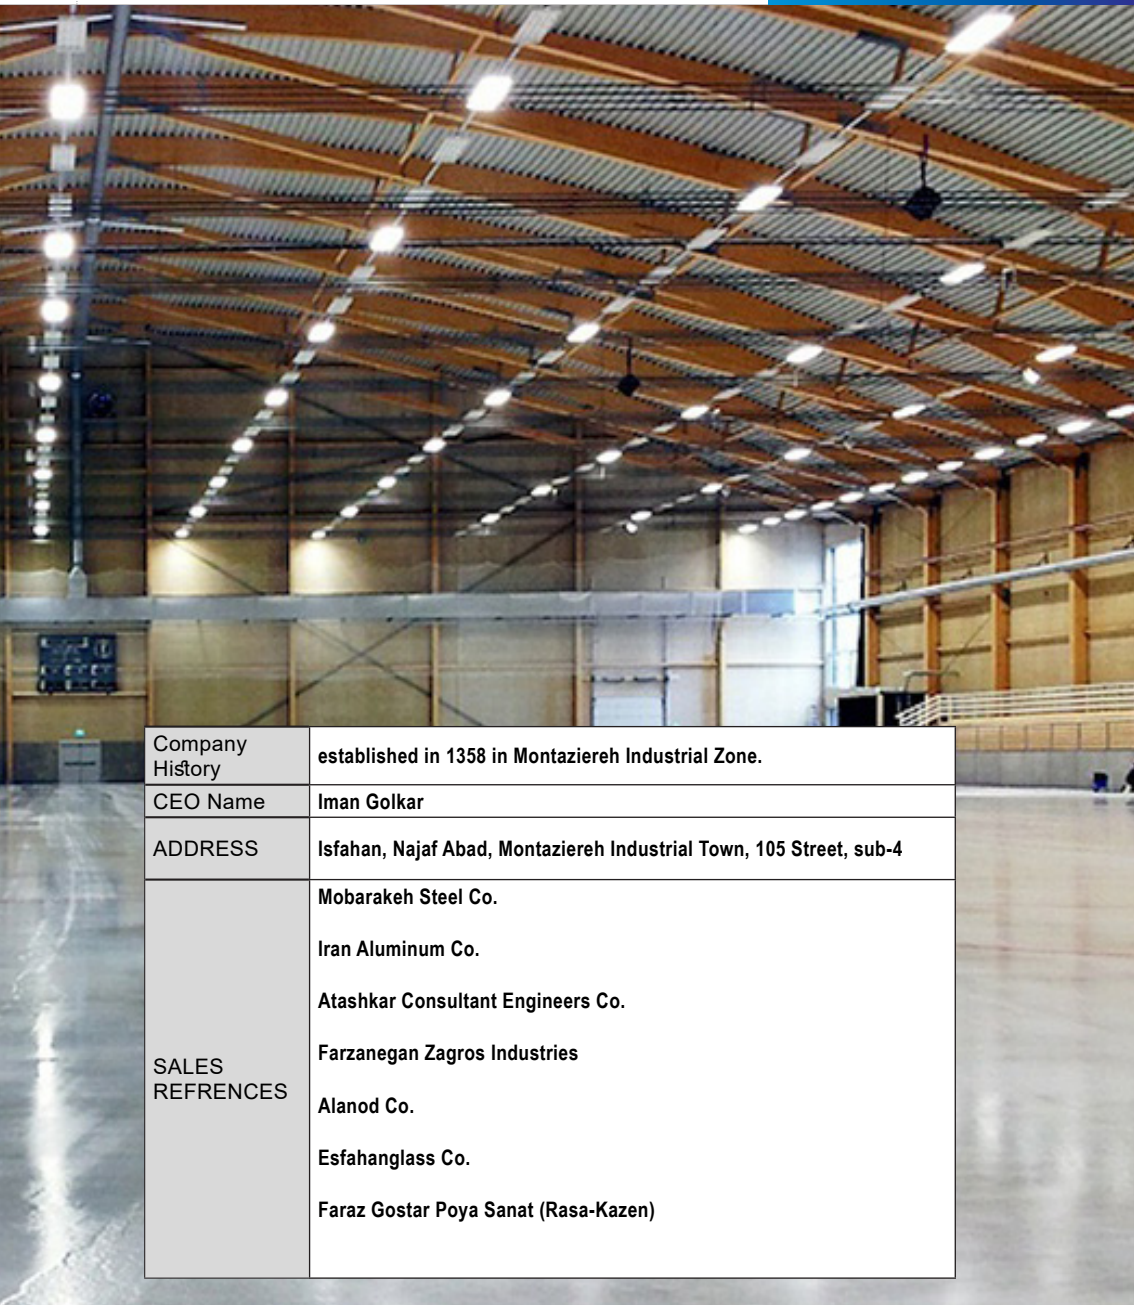 Company
History
established in 1358 in Montaziereh Industrial Zone.
CEO Name
Iman Golkar
ADDRESS
Isfahan, Najaf Abad, Montaziereh Industrial Town, 105 Street, sub-4
SALES
REFRENCES
Mobarakeh Steel Co.
Iran Aluminum Co.
Atashkar Consultant Engineers Co.
Farzanegan Zagros Industries
Alanod Co.
Esfahanglass Co.
Faraz Gostar Poya Sanat (Rasa-Kazen)